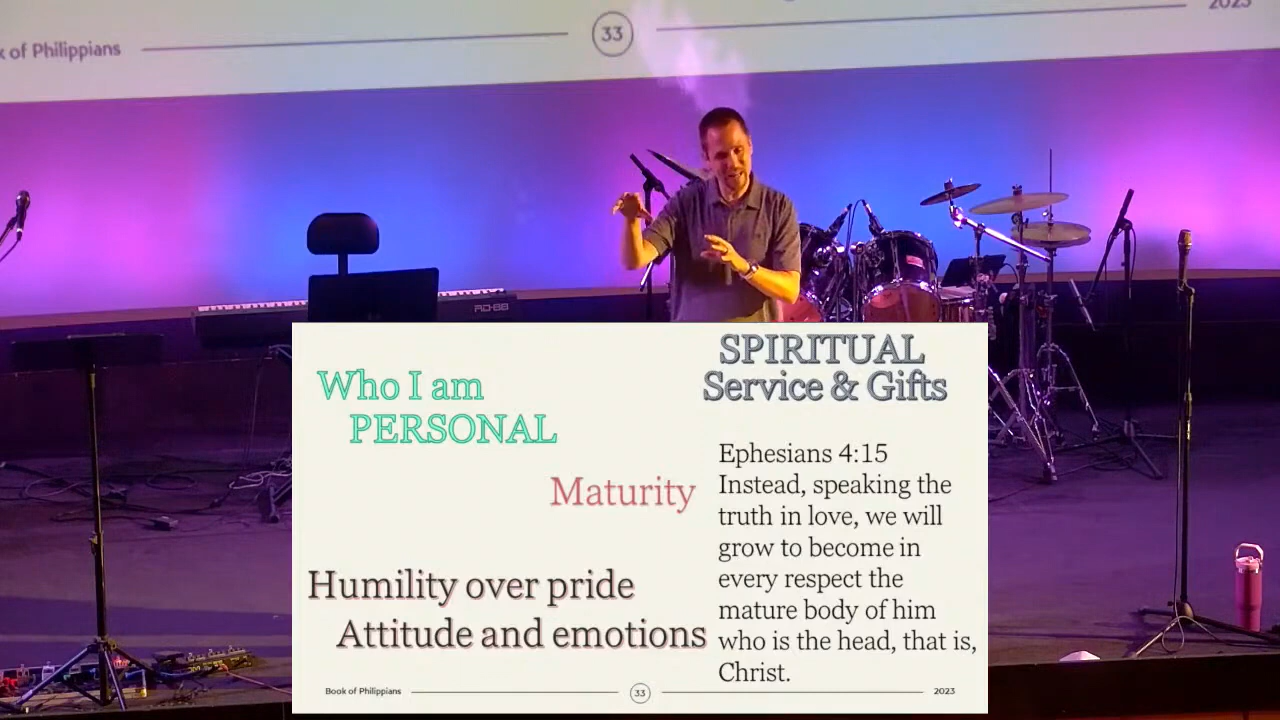 k of Philippians
33
2023
RD-88
Who I am
PERSONAL
Maturity
Humility over pride
Attitude and emotions
SPIRITUAL
Service & Gifts
Ephesians 4:15
Instead, speaking the
truth in love, we will
grow to become in
every respect the
mature body of him
who is the head, that is,
Christ.
Book of Philippians
33
2023